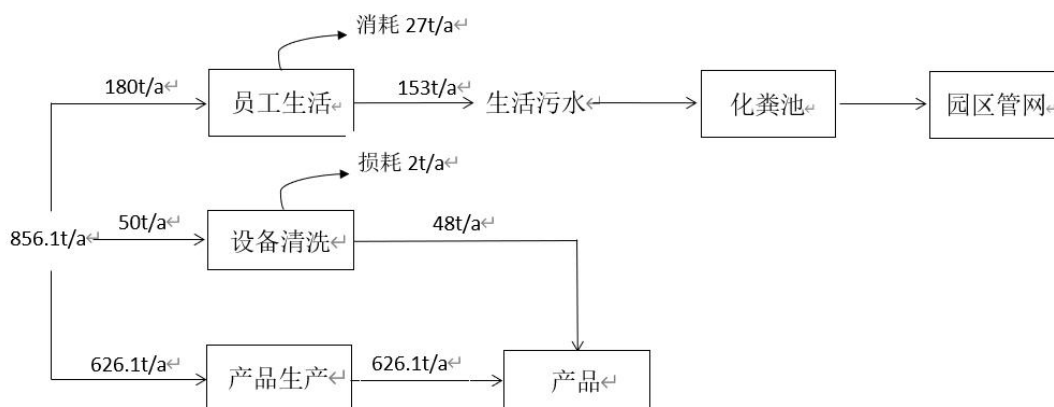 消耗 27t/a
180t/a
员工生活
153t/a
生活污水
化粪池
园区管网
损耗 2t/a
50t/a
48t/a
856.1t/a
设备清洗
626.1t/a
产品生产
626.1t/a
产品